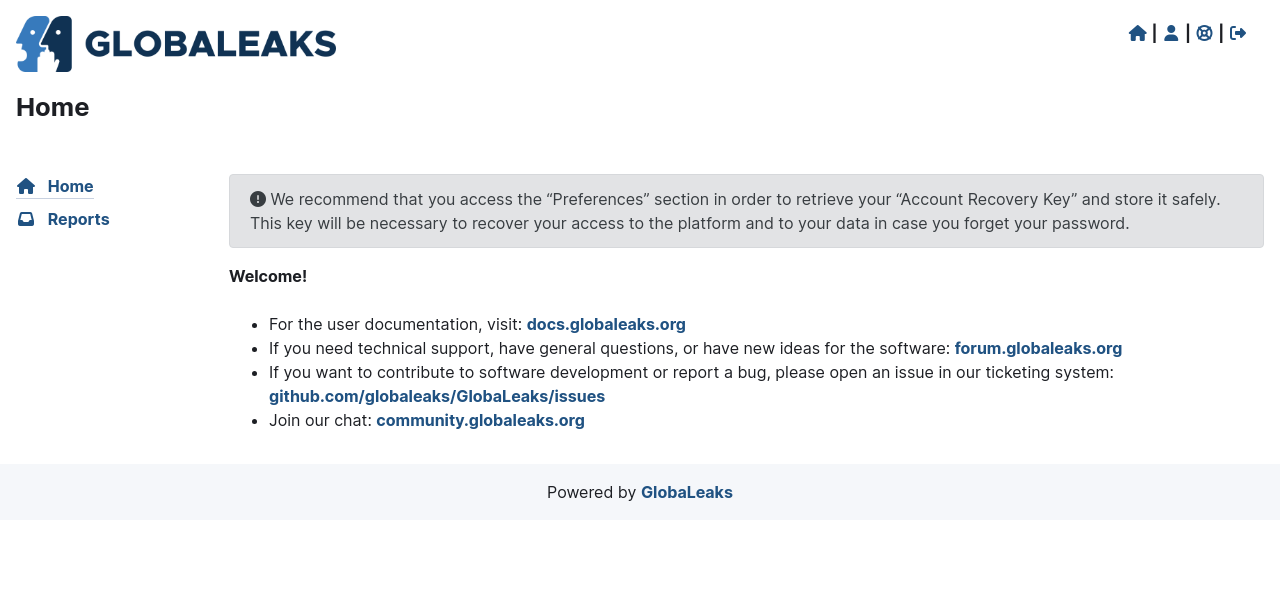 GLOBALEAKS
| | |
Home
Home
Reports
We recommend that you access the “Preferences” section in order to retrieve your “Account Recovery Key” and store it safely.
This key will be necessary to recover your access to the platform and to your data in case you forget your password.
Welcome!
• For the user documentation, visit: docs.globaleaks.org
• If you need technical support, have general questions, or have new ideas for the software: forum.globaleaks.org
• If you want to contribute to software development or report a bug, please open an issue in our ticketing system:
github.com/globaleaks/GlobaLeaks/issues
• Join our chat: community.globaleaks.org
Powered by GlobaLeaks